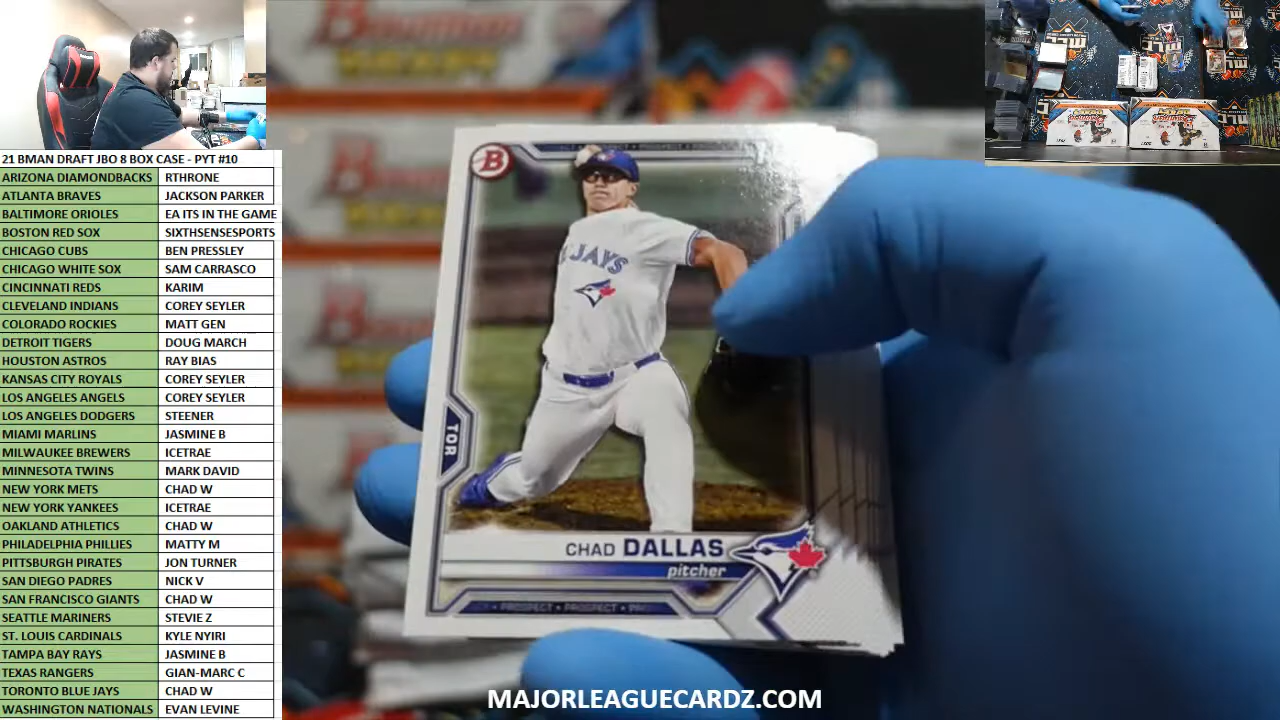 21 BMAN DRAFT JBO 8 BOX CASE - PYT #10
ARIZONA DIAMONDBACKS RTHRONE
ATLANTA BRAVES JACKSON PARKER
BALTIMORE ORIOLES EA ITS IN THE GAME
BOSTON RED SOX SIXTHSENSESPORTS
CHICAGO CUBS BEN PRESSLEY
CHICAGO WHITE SOX SAM CARRASCO
CINCINNATI REDS KARIM
CLEVELAND INDIANS COREY SEYLER
COLORADO ROCKIES MATT GEN
DETROIT TIGERS DOUG MARCH
HOUSTON ASTROS RAY BIAS
KANSAS CITY ROYALS COREY SEYLER
LOS ANGELES ANGELS COREY SEYLER
LOS ANGELES DODGERS STEENER
MIAMI MARLINS JASMINE B
MILWAUKEE BREWERS ICETRAE
MINNESOTA TWINS MARK DAVID
NEW YORK METS CHAD W
NEW YORK YANKEES ICETRAE
OAKLAND ATHLETICS CHAD W
PHILADELPHIA PHILLIES MATTY M
PITTSBURGH PIRATES JON TURNER
SAN DIEGO PADRES NICK V
SAN FRANCISCO GIANTS CHAD W
SEATTLE MARINERS STEVIE Z
ST. LOUIS CARDINALS KYLE NYIRI
TAMPA BAY RAYS JASMINE B
TEXAS RANGERS GIAN-MARC C
TORONTO BLUE JAYS CHAD W
WASHINGTON NATIONALS EVAN LEVINE
Bowman
B
JAYS
TOR
CHAD DALLAS
pitcher
PROSPECT • PROSPECT
MAJORLEAGUECARDZ.COM